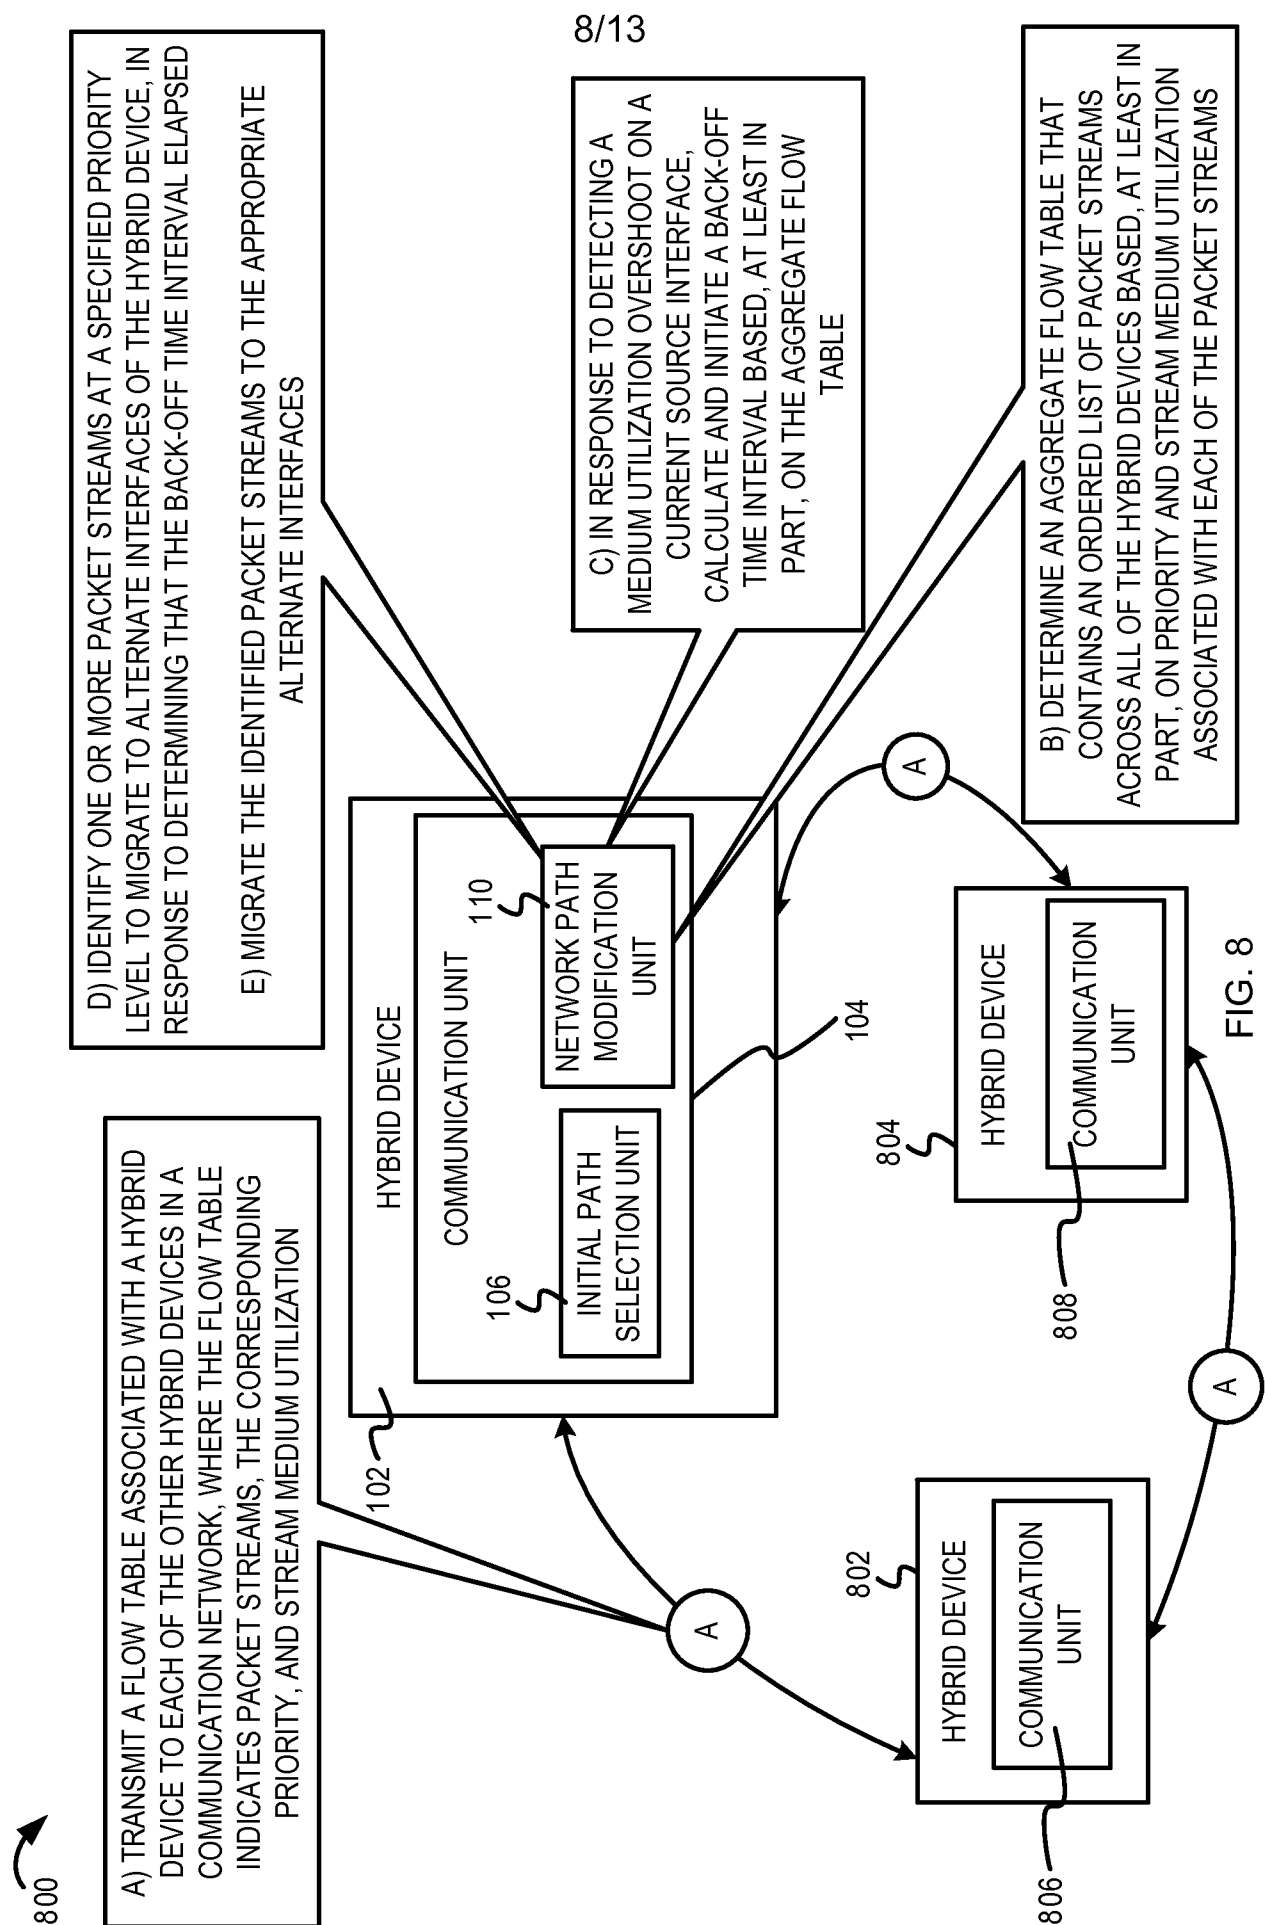 8/13
800
A) TRANSMIT A FLOW TABLE ASSOCIATED WITH A HYBRID
DEVICE TO EACH OF THE OTHER HYBRID DEVICES IN A
COMMUNICATION NETWORK, WHERE THE FLOW TABLE
INDICATES PACKET STREAMS, THE CORRESPONDING
PRIORITY, AND STREAM MEDIUM UTILIZATION
D) IDENTIFY ONE OR MORE PACKET STREAMS AT A SPECIFIED PRIORITY
LEVEL TO MIGRATE TO ALTERNATE INTERFACES OF THE HYBRID DEVICE, IN
RESPONSE TO DETERMINING THAT THE BACK-OFF TIME INTERVAL ELAPSED
E) MIGRATE THE IDENTIFIED PACKET STREAMS TO THE APPROPRIATE
ALTERNATE INTERFACES
102
HYBRID DEVICE
COMMUNICATION UNIT
106
INITIAL PATH
SELECTION UNIT
110
NETWORK PATH
MODIFICATION
UNIT
104
C) IN RESPONSE TO DETECTING A
MEDIUM UTILIZATION OVERSHOOT ON A
CURRENT SOURCE INTERFACE,
CALCULATE AND INITIATE A BACK-OFF
TIME INTERVAL BASED, AT LEAST IN
PART, ON THE AGGREGATE FLOW
TABLE
A
A
802
HYBRID DEVICE
COMMUNICATION
UNIT
806
804
HYBRID DEVICE
COMMUNICATION
UNIT
808
A
B) DETERMINE AN AGGREGATE FLOW TABLE THAT
CONTAINS AN ORDERED LIST OF PACKET STREAMS
ACROSS ALL OF THE HYBRID DEVICES BASED, AT LEAST IN
PART, ON PRIORITY AND STREAM MEDIUM UTILIZATION
ASSOCIATED WITH EACH OF THE PACKET STREAMS
FIG. 8